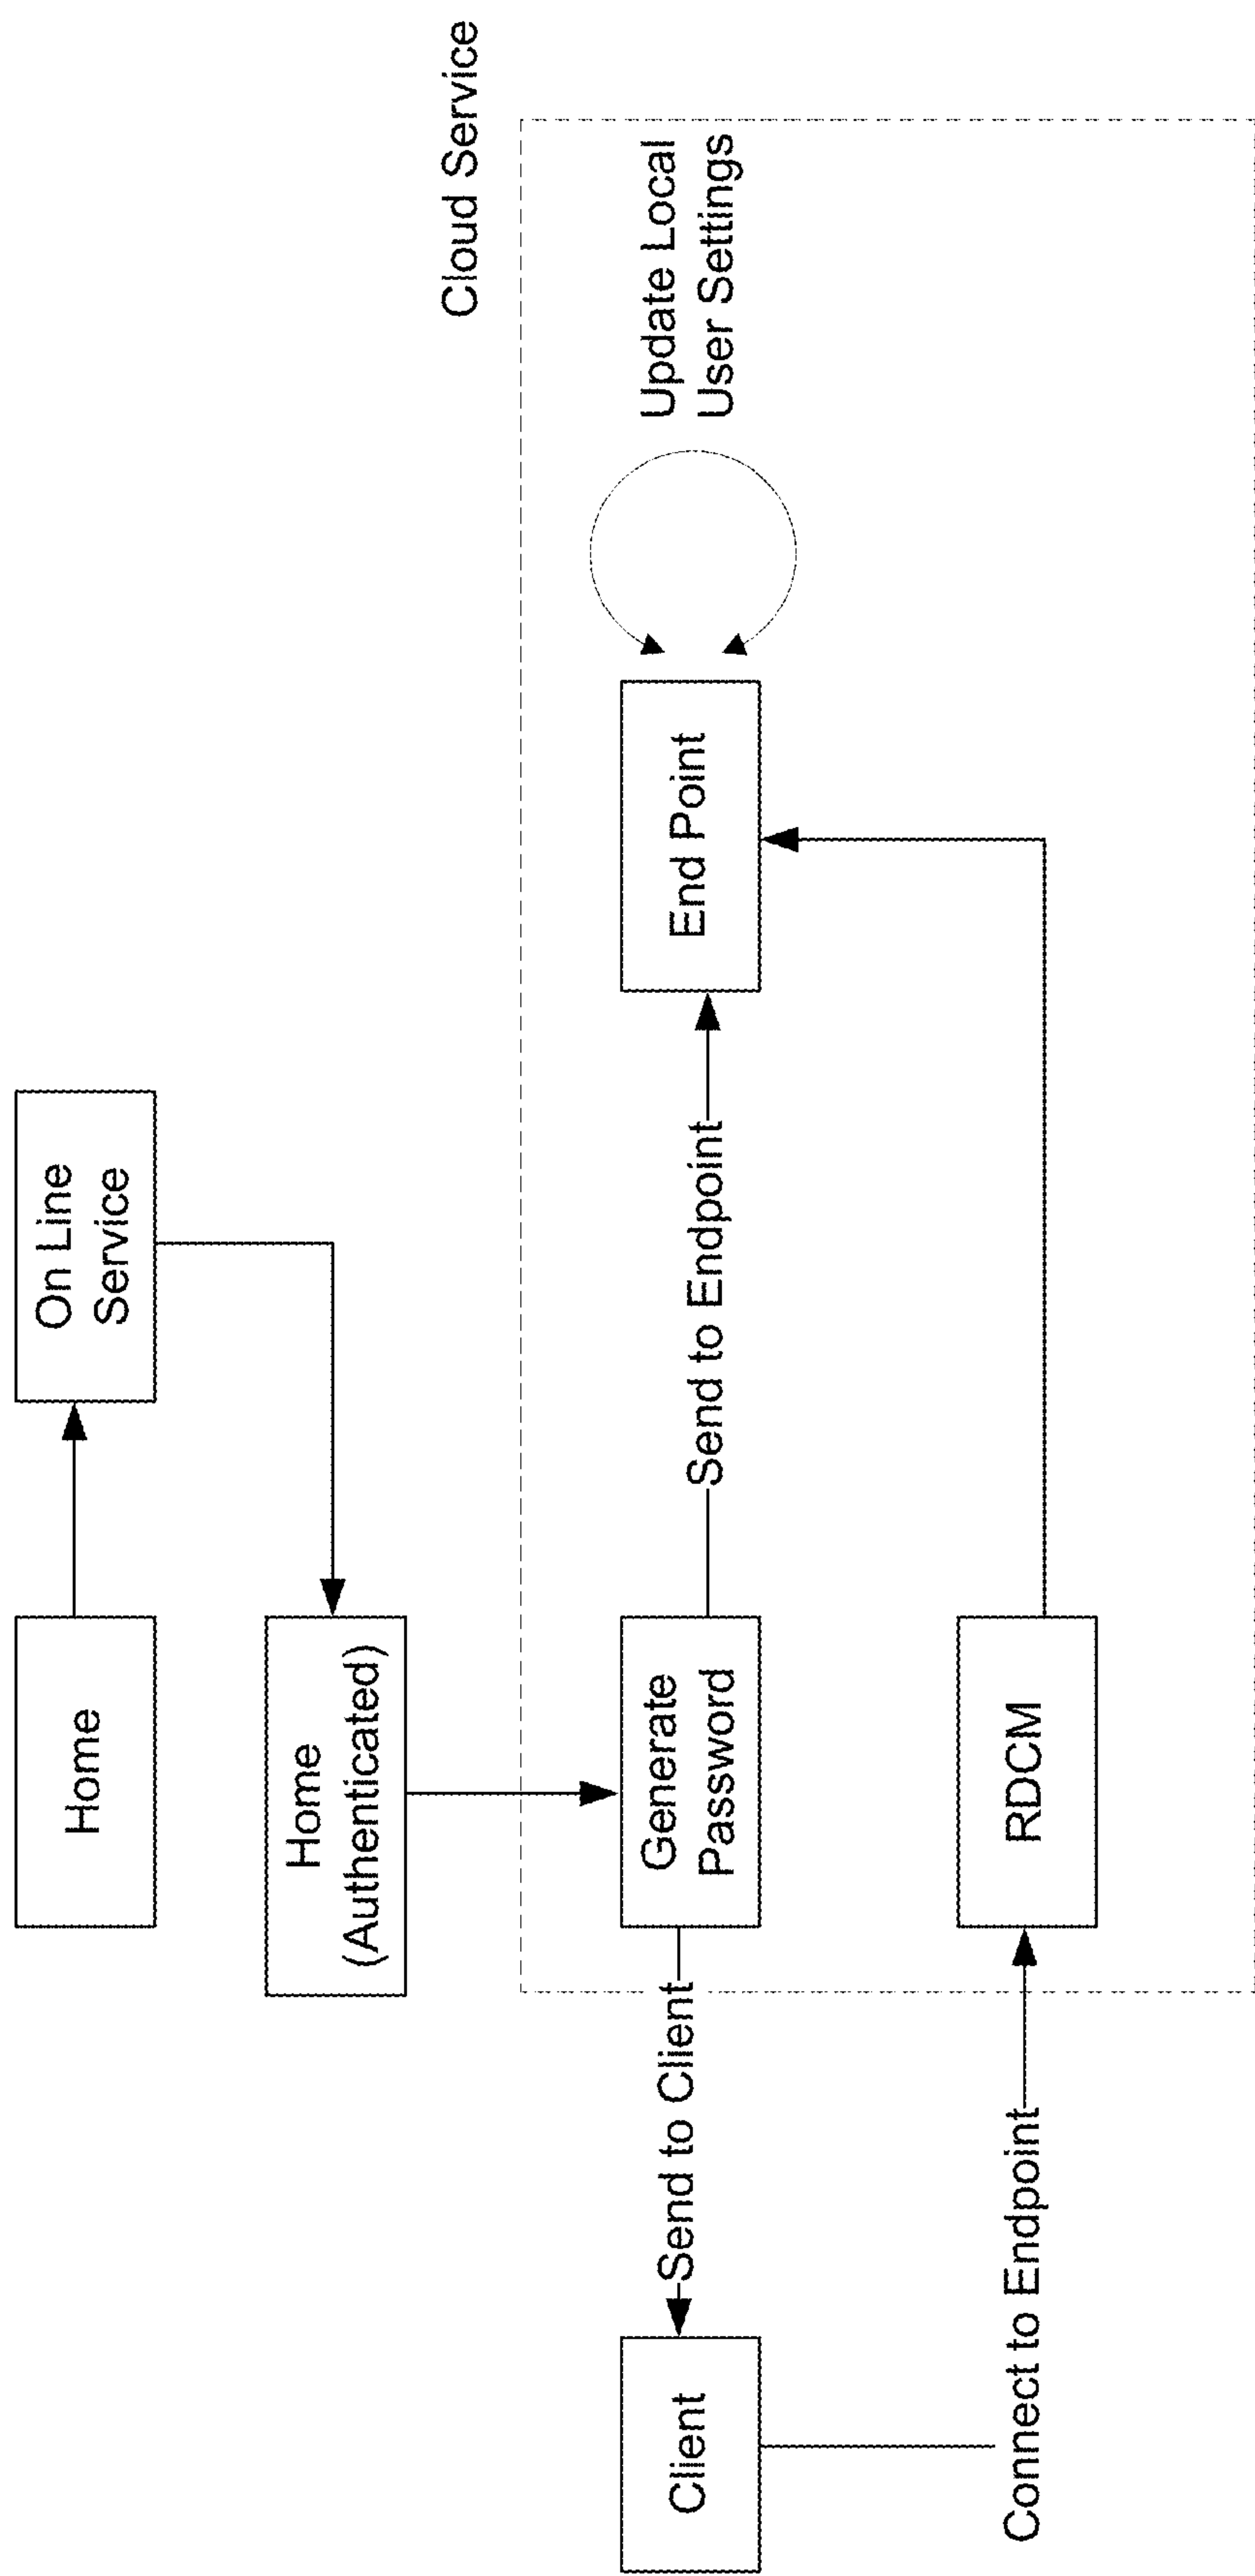 Home
On Line
Service
Home
(Authenticated)
Cloud Service
Client
Send to Client
Generate
Password
Send to Endpoint
End Point
Update Local
User Settings
Connect to Endpoint
RDCM